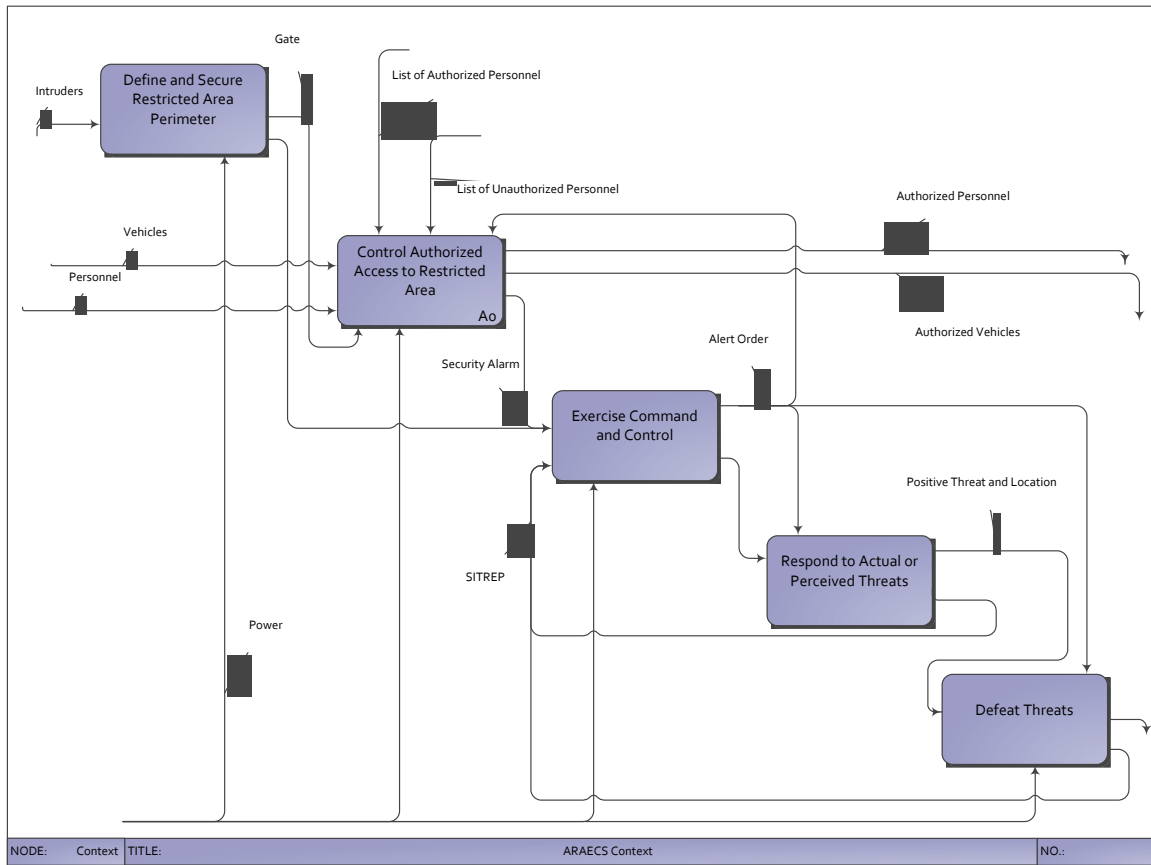 Gate
Define and Secure
Restricted Area
Perimeter
Intruders
List of Authorized Personnel
List of Unauthorized Personnel
Authorized Personnel
Vehicles
Control Authorized
Access to Restricted
Area
Ao
Personnel
Authorized Vehicles
Alert Order
Security Alarm
Exercise Command
and Control
Positive Threat and Location
SITREP
Respond to Actual or
Perceived Threats
Power
Defeat Threats
NODE: Context TITLE: ARAECS Context NO.: